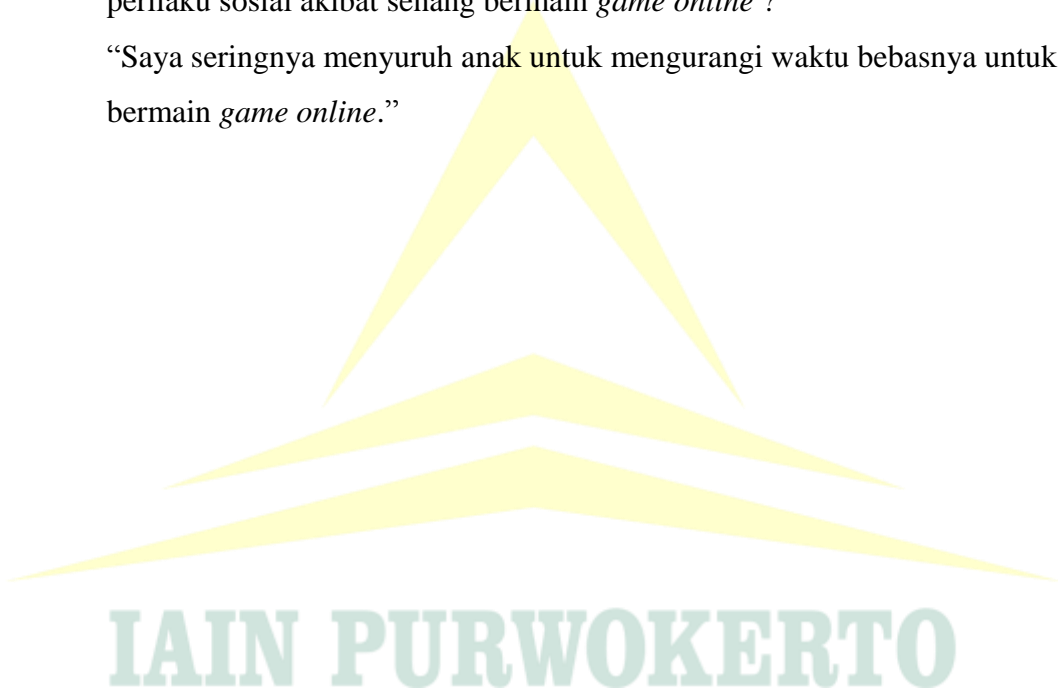 perilaku sosial akibat senang bermain game online ?
“Saya seringnya menyuruh anak untuk mengurangi waktu bebasnya untuk
bermain game online.”
IAIN PURWOKERTO